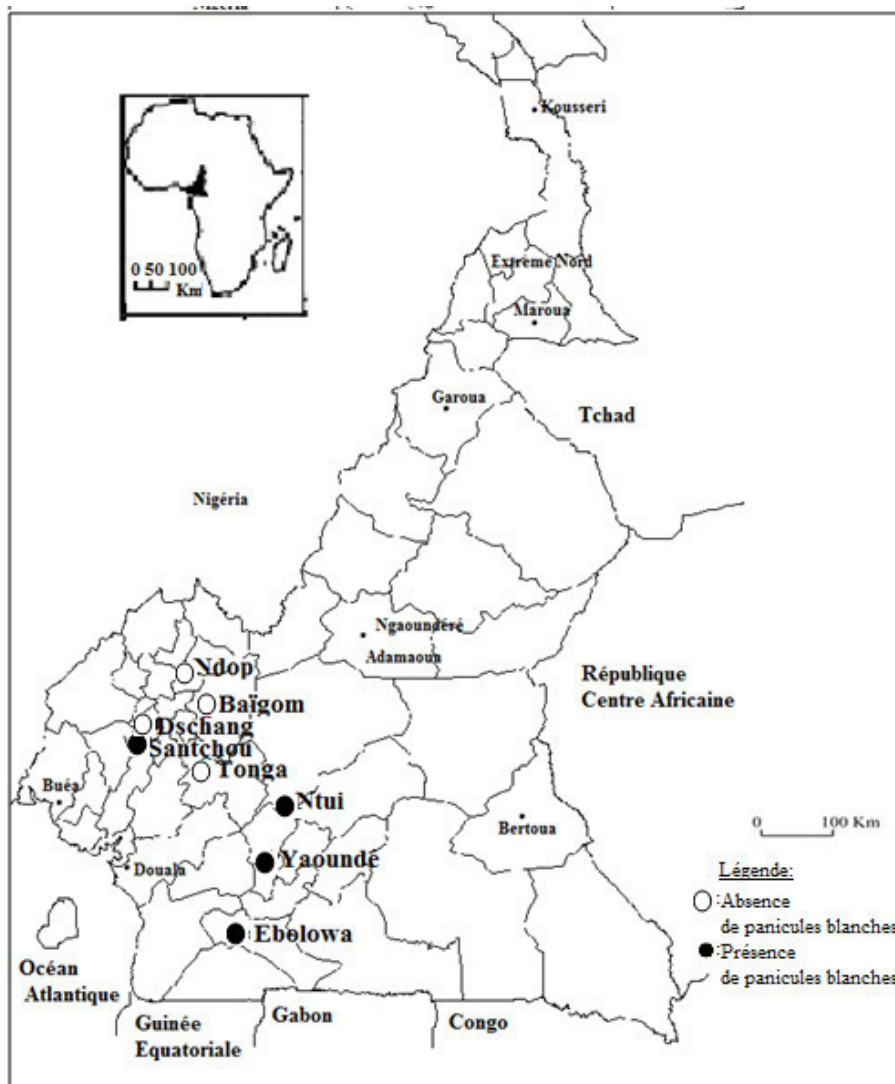 Kousseri
0 50 100
Km
Extreme Nord
Maroua
Garoua
Tchad
Nigéria
Ngaoundéré
Adamaoua
Ndop
Baïgom
Dschang
Santchou
Tonga
République
Centre Africaine
Buéa
Ntui
Bertoua
0 100 Km
Yaoundé
Douala
Légende:
:Absence
de panicules blanches
:Présence
de panicules blanches
Ebolowa
Océan
Atlantique
Guinée
Equatoriale
Gabon
Congo